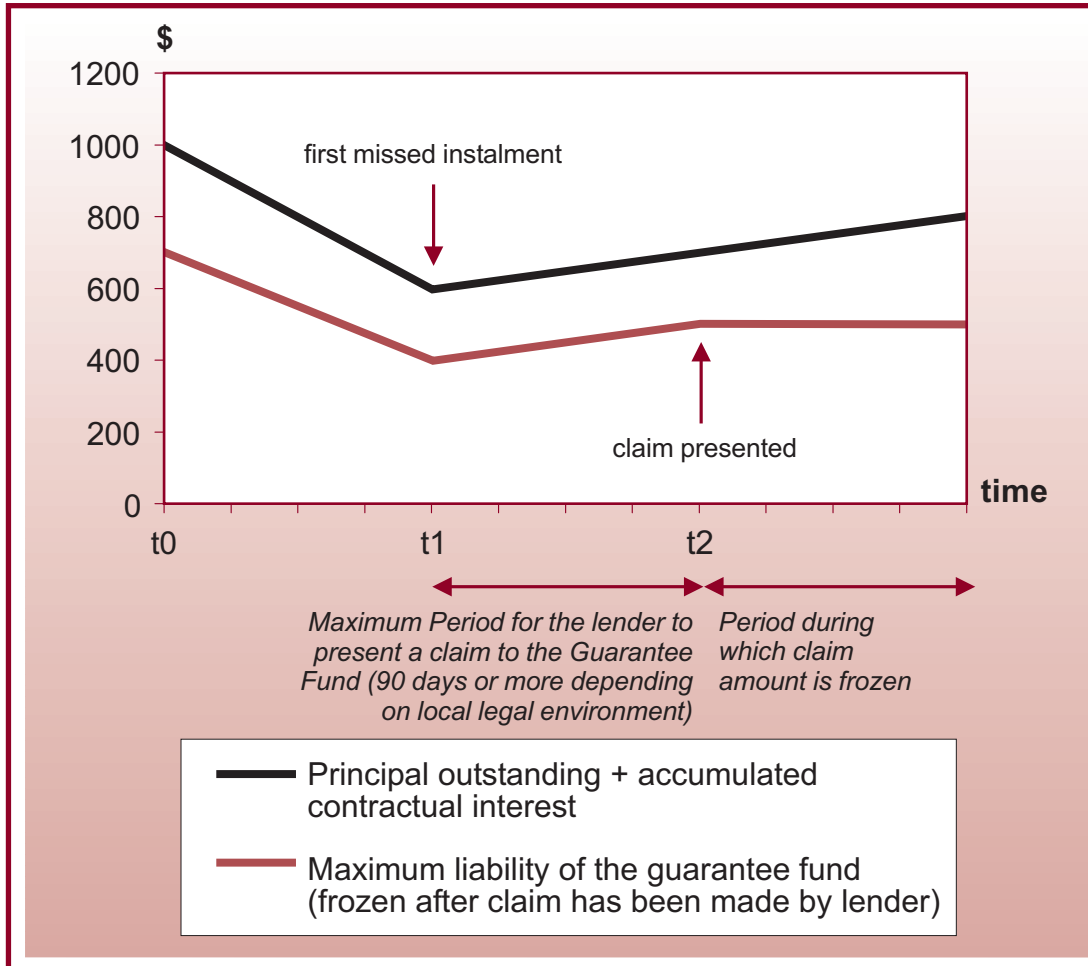 $
1200
1000
800
600
400
200
0
first missed instalment
claim presented
time
t0
t1
t2
Maximum Period for the lender to
present a claim to the Guarantee
Fund (90 days or more depending
on local legal environment)
Period during
which claim
amount is frozen
Principal outstanding + accumulated
contractual interest
Maximum liability of the guarantee fund
(frozen after claim has been made by lender)